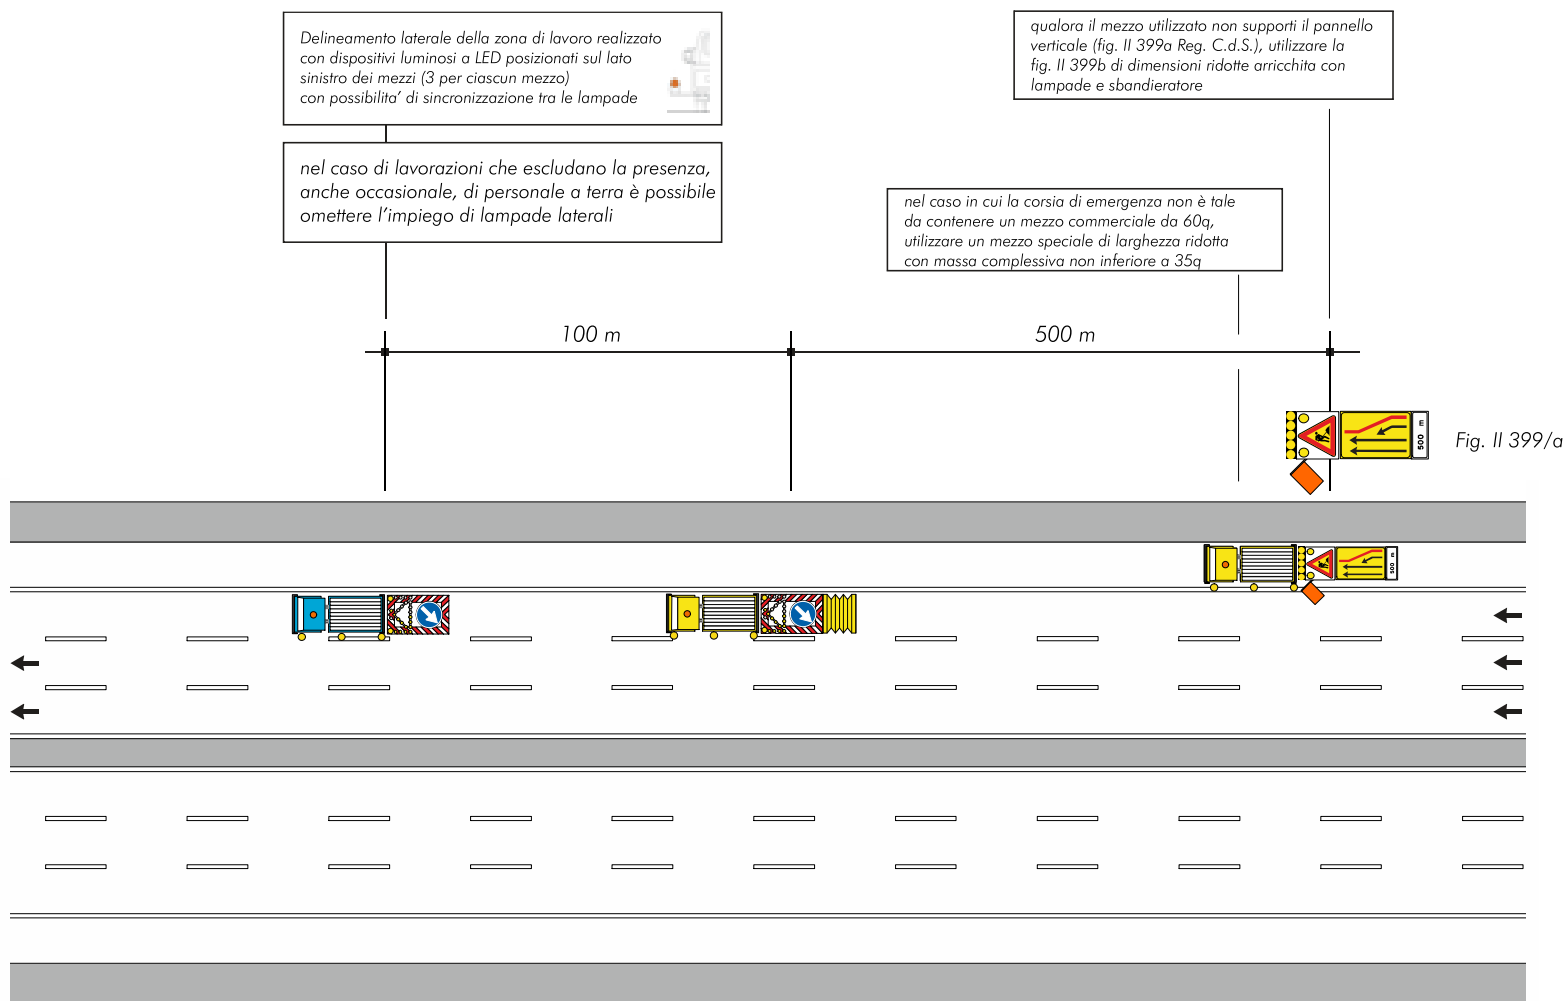 Delineamento laterale della zona di lavoro realizzato
con dispositivi luminosi a LED posizionati sul lato
sinistro dei mezzi (3 per ciascun mezzo)
con possibilita' di sincronizzazione tra le lampade
nel caso di lavorazioni che escludano la presenza,
anche occasionale, di personale a terra è possibile
omettere l'impiego di lampade laterali
qualora il mezzo utilizzato non supporti il pannello
verticale (fig. II 399a Reg. C.d.S.), utilizzare la
fig. II 399b di dimensioni ridotte arricchita con
lampade e sbandieratore
nel caso in cui la corsia di emergenza non è tale
da contenere un mezzo commerciale da 60q,
utilizzare un mezzo speciale di larghezza ridotta
con massa complessiva non inferiore a 35q
100 m
500 m
500 m
Fig. II 399/a
500 m